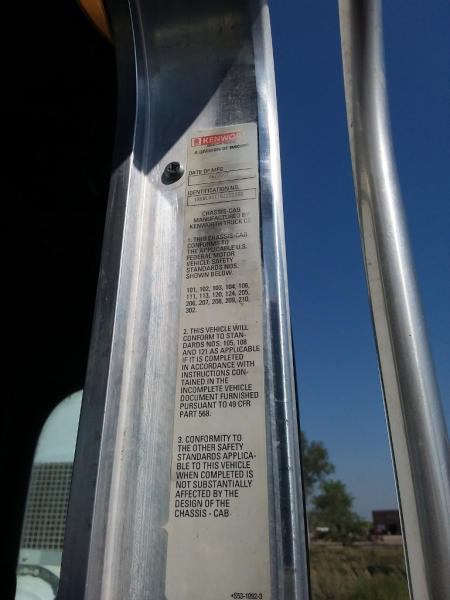 KENWOR
A DIVISION OF PACCAR
DATE OF MFG
IDENTIFICATION NO.
CHASSIS-CAB
MANUFACTURED BY
KENWORTH TRUCK CO
1. THIS CHASSIS-CAB
CONFORMS TO
THE APPLICABLE U.S.
FEDERAL MOTOR
VEHICLE SAFETY
STANDARDS NOS.
SHOWN BELOW.
101, 102, 103, 104, 106,
111, 113, 120, 124, 205,
206, 207, 208, 209, 210,
302.
2. THIS VEHICLE WILL
CONFORM TO STAN-
DARDS NOS. 105, 108
AND 121 AS APPLICABLE
IF IT IS COMPLETED
IN ACCORDANCE WITH
INSTRUCTIONS CON-
TAINED IN THE
INCOMPLETE VEHICLE
DOCUMENT FURNISHED
PURSUANT TO 49 CFR
PART 568.
3. CONFORMITY TO
THE OTHER SAFETY
STANDARDS APPLICA-
BLE TO THIS VEHICLE
WHEN COMPLETED IS
NOT SUBSTANTIALLY
AFFECTED BY THE
DESIGN OF THE
CHASSIS - CAB
S53-1092-3